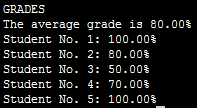 GRADES
The average grade is 80.00%
Student No. 1: 100.00%
Student No. 2: 80.00%
Student No. 3: 50.00%
Student No. 4: 70.00%
Student No. 5: 100.00%